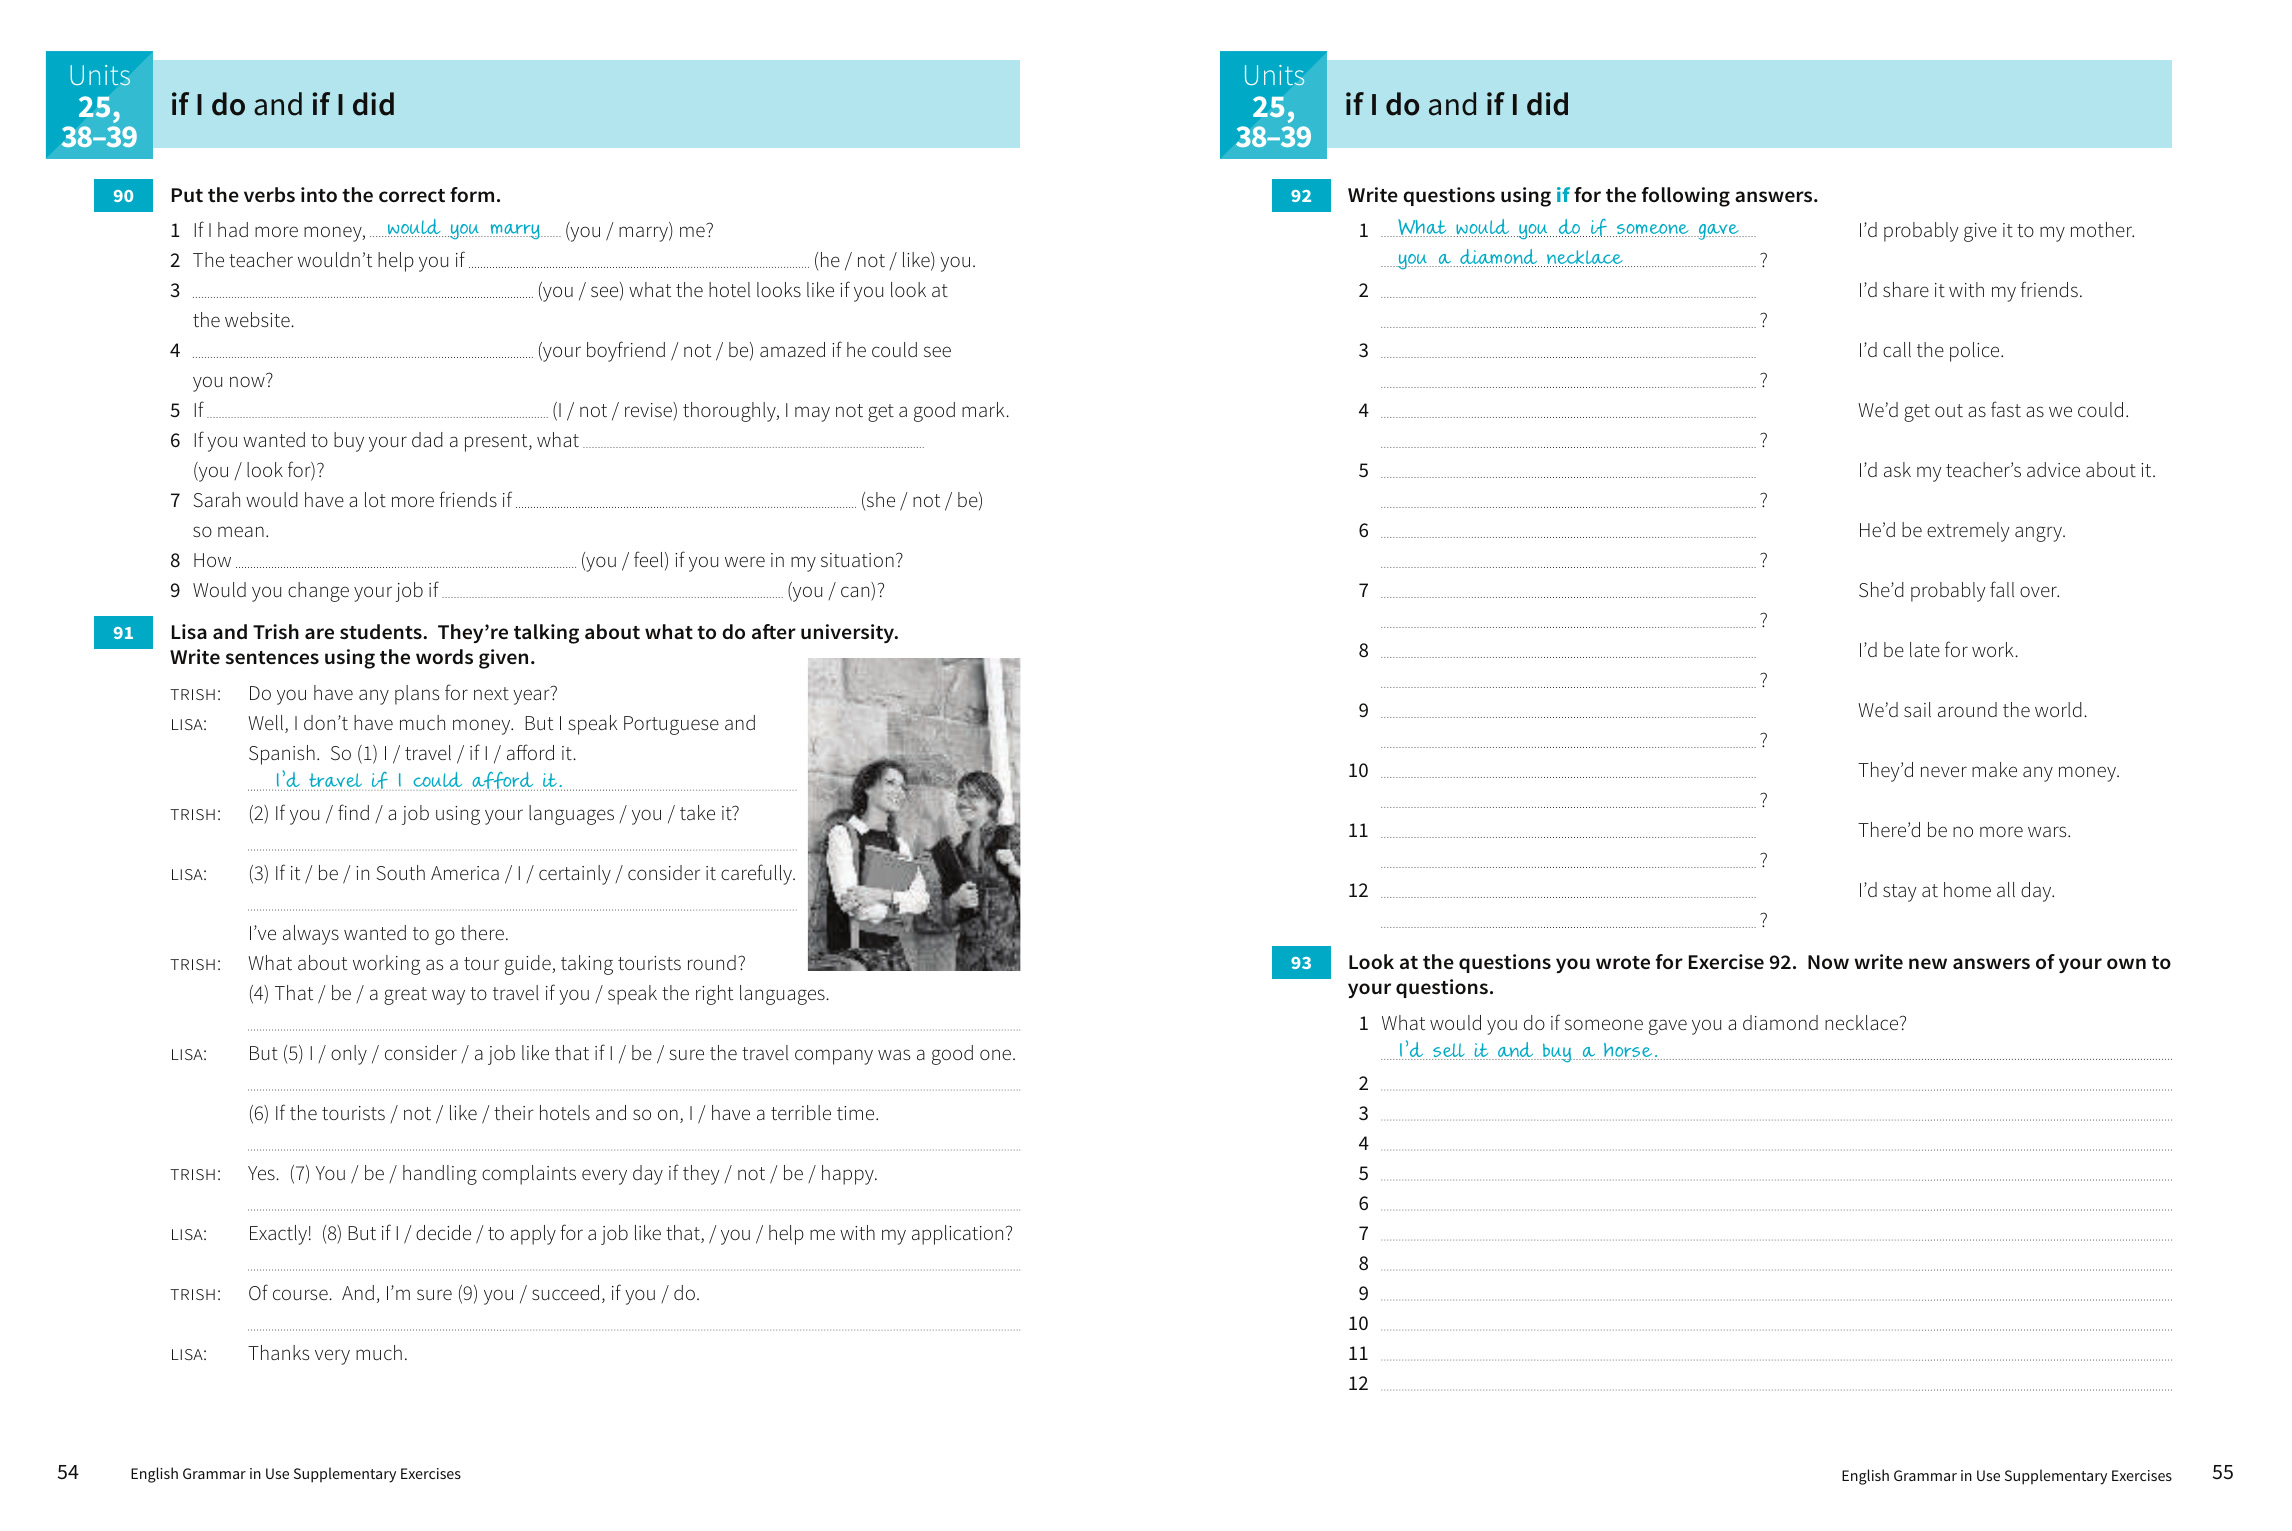 Units
25,
38–39
if I do and if I did
90 Put the verbs into the correct form.
1 If I had more money, would you marry (you / marry) me?
2 The teacher wouldn’t help you if (he / not / like) you.
3 (you / see) what the hotel looks like if you look at
the website.
4 (your boyfriend / not / be) amazed if he could see
you now?
5 If (I / not / revise) thoroughly, I may not get a good mark.
6 If you wanted to buy your dad a present, what
(you / look for)?
7 Sarah would have a lot more friends if (she / not / be)
so mean.
8 How (you / feel) if you were in my situation?
9 Would you change your job if (you / can)?
91 Lisa and Trish are students. They’re talking about what to do after university.
Write sentences using the words given.
TRISH: Do you have any plans for next year?
LISA: Well, I don’t have much money. But I speak Portuguese and
Spanish. So (1) I / travel / if I / afford it.
I’d travel if I could afford it.
TRISH: (2) If you / find / a job using your languages / you / take it?
LISA: (3) If it / be / in South America / I / certainly / consider it carefully.
I’ve always wanted to go there.
TRISH: What about working as a tour guide, taking tourists round?
(4) That / be / a great way to travel if you / speak the right languages.
LISA: But (5) I / only / consider / a job like that if I / be / sure the travel company was a good one.
(6) If the tourists / not / like / their hotels and so on, I / have a terrible time.
TRISH: Yes. (7) You / be / handling complaints every day if they / not / be / happy.
LISA: Exactly! (8) But if I / decide / to apply for a job like that, / you / help me with my application?
TRISH: Of course. And, I’m sure (9) you / succeed, if you / do.
LISA: Thanks very much.
54 English Grammar in Use Supplementary Exercises
Units
25,
38–39
if I do and if I did
92 Write questions using if for the following answers.
1 What would you do if someone gave I’d probably give it to my mother.
you a diamond necklace ?
2 I’d share it with my friends.
?
3 I’d call the police.
?
4 We’d get out as fast as we could.
?
5 I’d ask my teacher’s advice about it.
?
6 He’d be extremely angry.
?
7 She’d probably fall over.
?
8 I’d be late for work.
?
9 We’d sail around the world.
?
10 They’d never make any money.
?
11 There’d be no more wars.
?
12 I’d stay at home all day.
?
93 Look at the questions you wrote for Exercise 92. Now write new answers of your own to
your questions.
1 What would you do if someone gave you a diamond necklace?
I’d sell it and buy a horse.
2
3
4
5
6
7
8
9
10
11
12
English Grammar in Use Supplementary Exercises 55